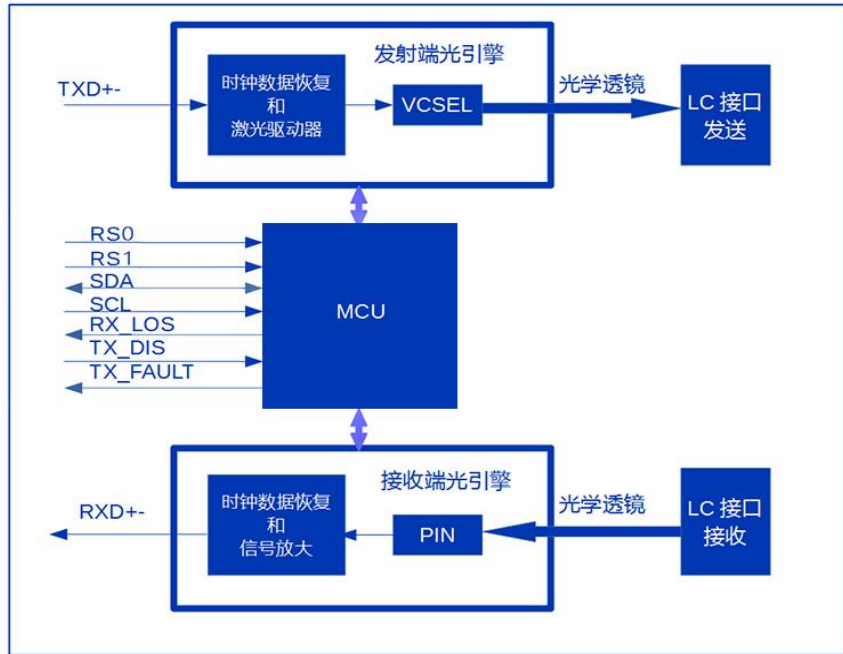 发射端光引擎
TXD+-
时钟数据恢复
和
激光驱动器
VCSEL
光学透镜
LC 接口
发送
RS0
RS1
SDA
SCL
RX_LOS
TX_DIS
TX_FAULT
MCU
接收端光引擎
RXD+-
时钟数据恢复
和
信号放大
PIN
光学透镜
LC 接口
接收